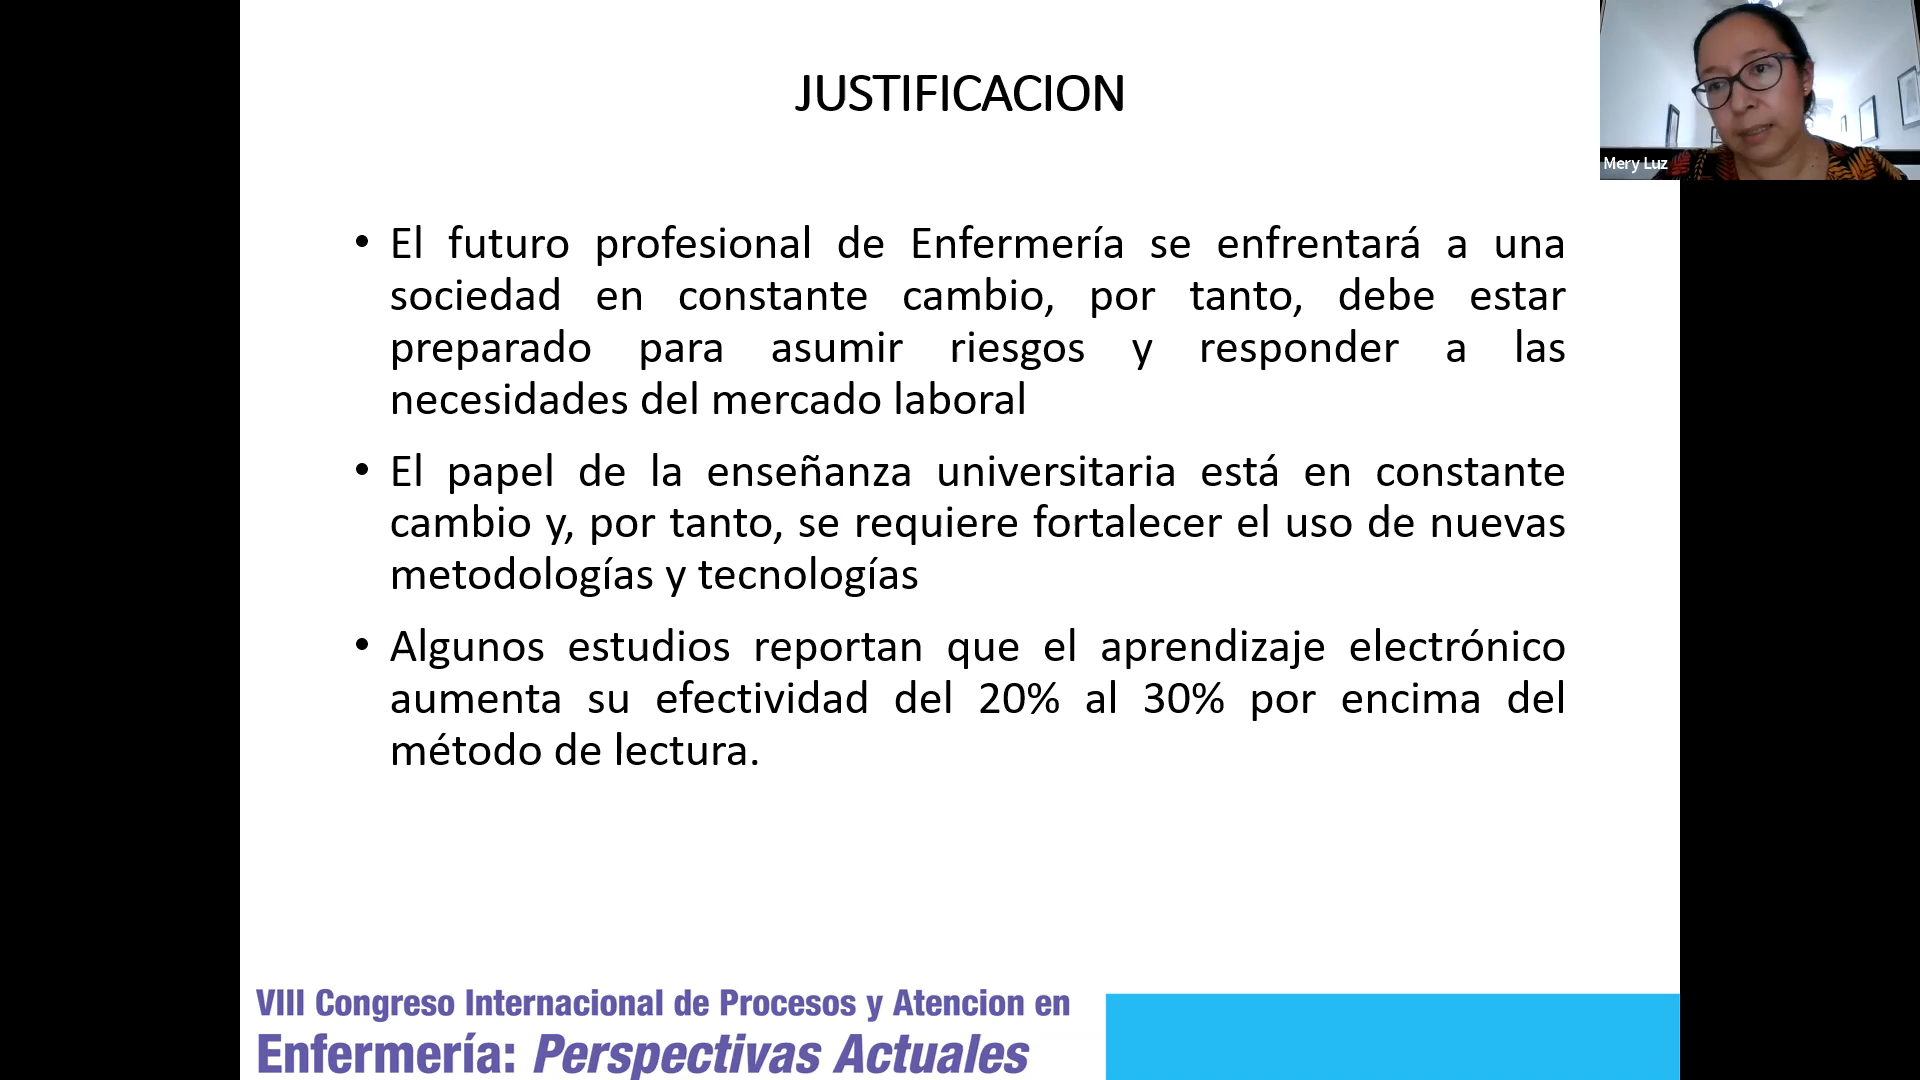 JUSTIFICACION
Mery Luz
• El futuro profesional de Enfermería se enfrentará a una
sociedad en constante cambio, por tanto, debe estar
preparado para asumir riesgos y responder a las
necesidades del mercado laboral
• El papel de la enseñanza universitaria está en constante
cambio y, por tanto, se requiere fortalecer el uso de nuevas
metodologías y tecnologías
• Algunos estudios reportan que el aprendizaje electrónico
aumenta su efectividad del 20% al 30% por encima del
método de lectura.
VIII Congreso Internacional de Procesos y Atencion en
Enfermería: Perspectivas Actuales